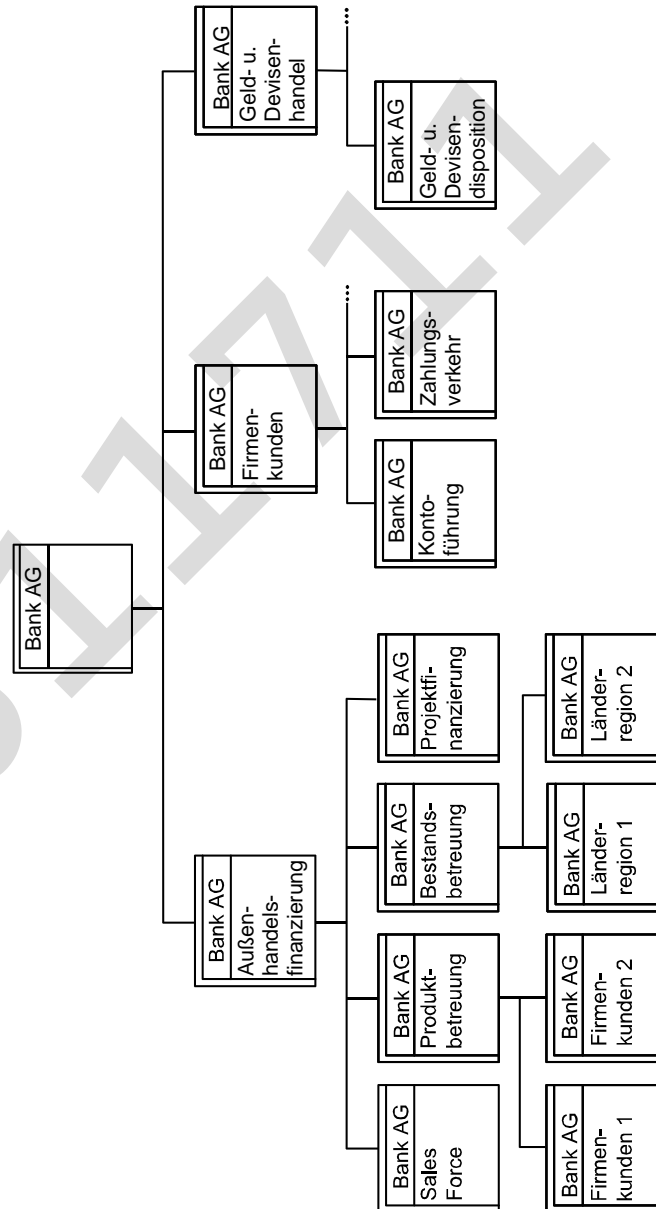 Bank AG
Bank AG
Außen-
handels-
finanzierung
Bank AG
Firmen-
kunden
Bank AG
Geld- u.
Devisen-
handel
Bank AG
Sales
Force
Bank AG
Produkt-
betreuung
Bank AG
Bestands-
betreuung
Bank AG
Projektfi-
nanzierung
Bank AG
Konto-
führung
Bank AG
Zahlungs-
verkehr
....
Bank AG
Geld- u.
Devisen-
disposition
....
Bank AG
Firmen-
kunden 1
Bank AG
Firmen-
kunden 2
Bank AG
Länder-
region 1
Bank AG
Länder-
region 2